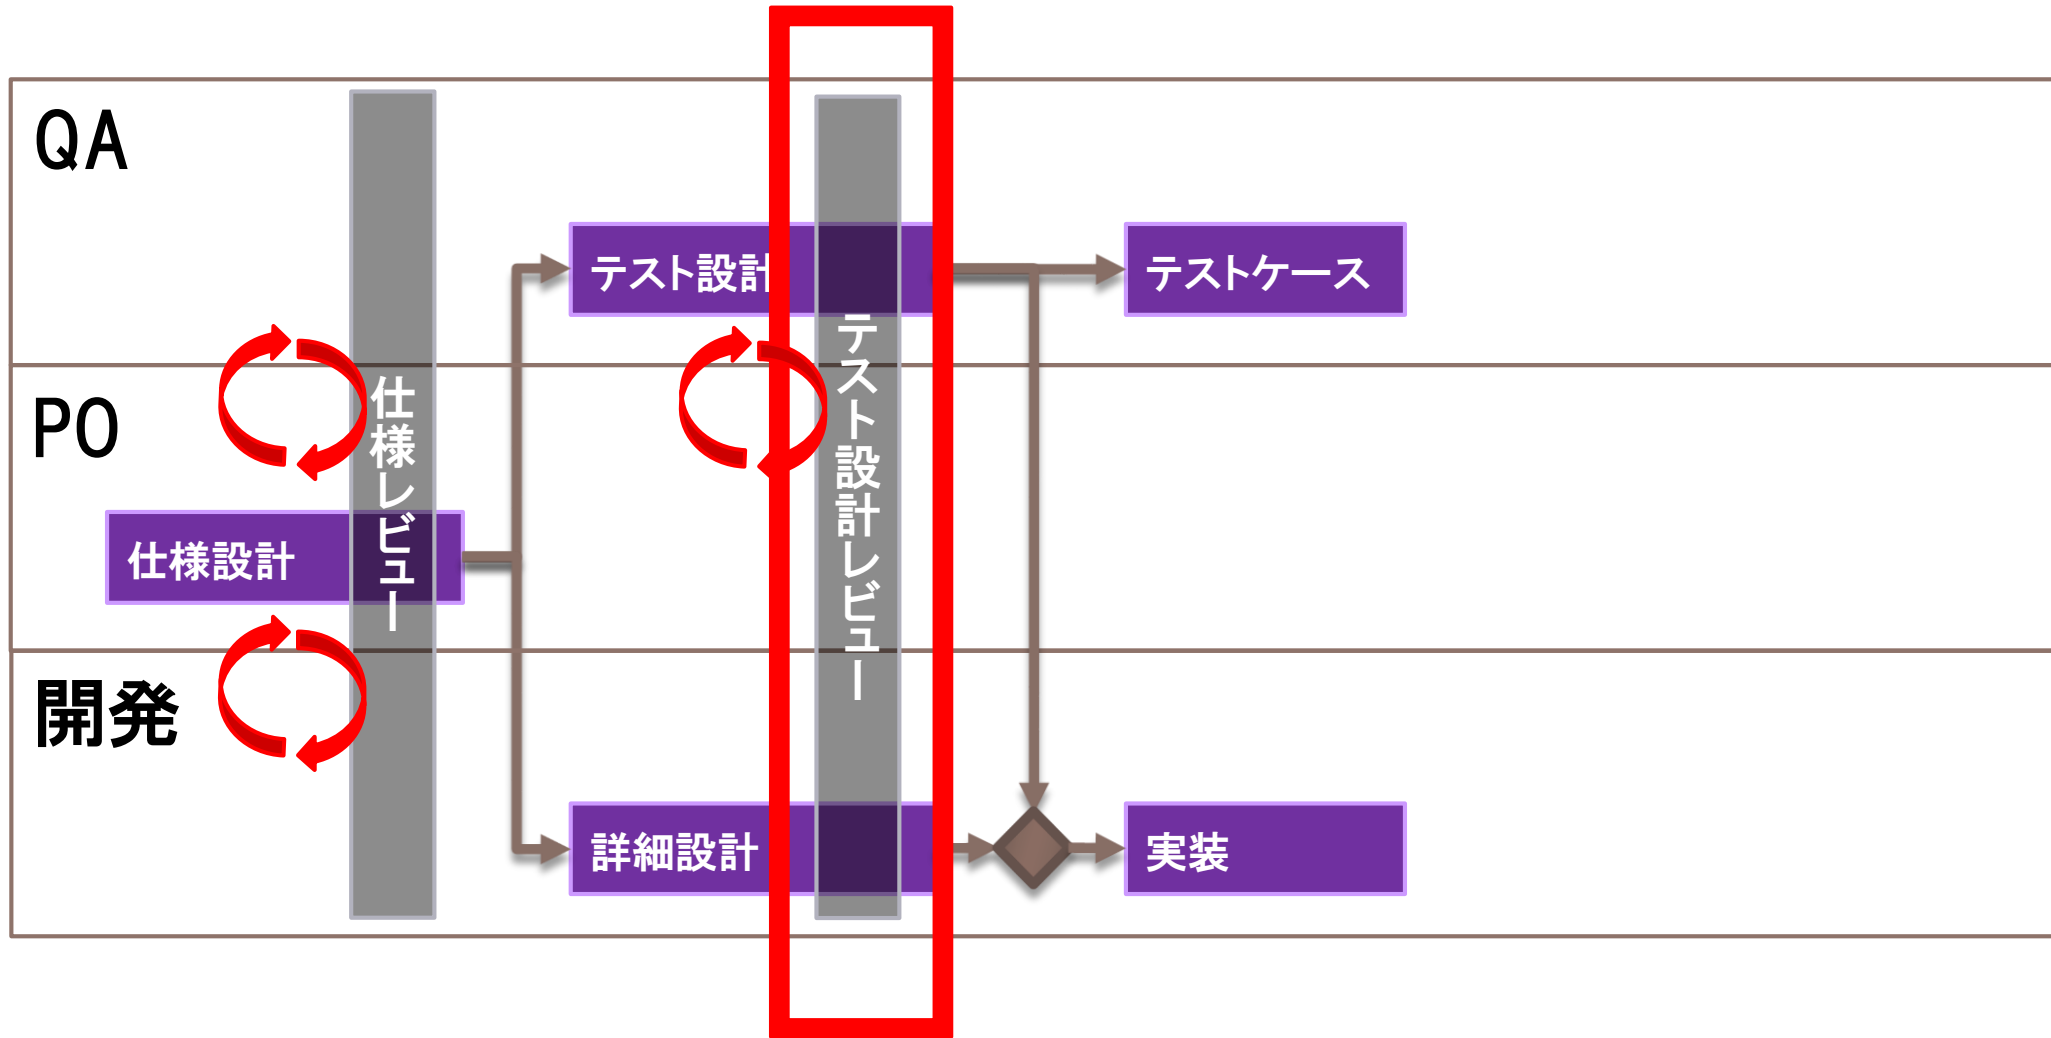 QA
テスト設計
テストケース
PO
仕様設計
仕様レビュー
テスト設計レビュー
開発
詳細設計
実装